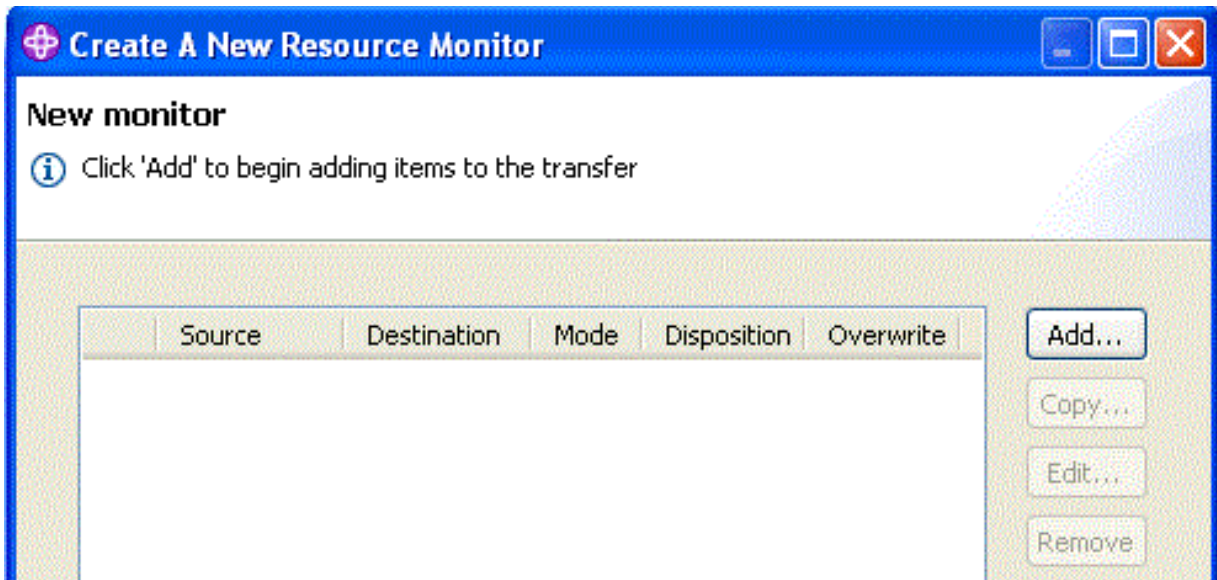 Create A New Resource Monitor
New monitor
Click 'Add' to begin adding items to the transfer
Source Destination Mode Disposition Overwrite
Add...
Copy...
Edit...
Remove